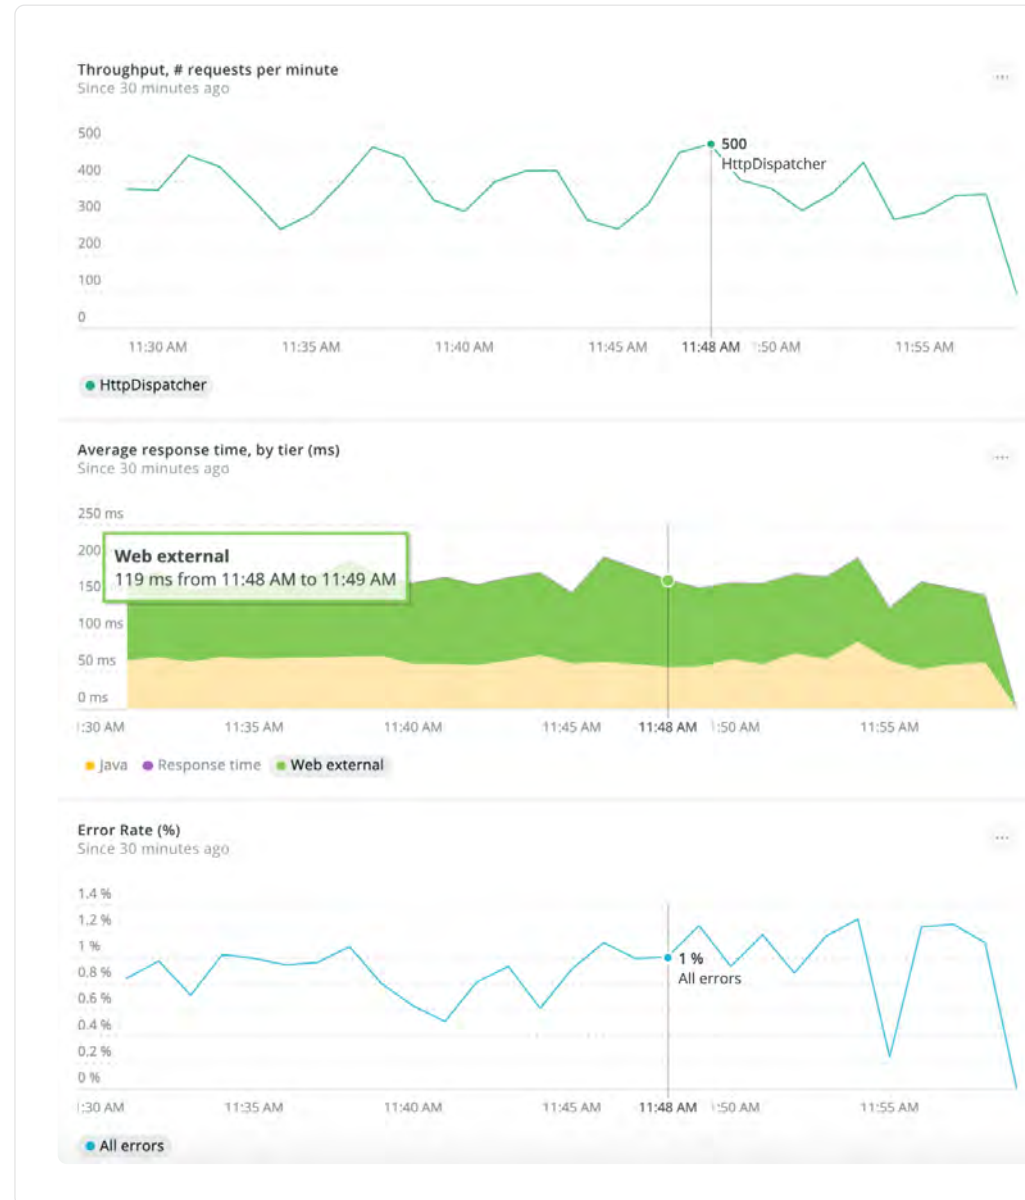 Throughput, # requests per minute
Since 30 minutes ago
...
500
400
300
200
100
0
500
HttpDispatcher
11:30 AM 11:35 AM 11:40 AM 11:45 AM 11:48 AM :50 AM 11:55 AM
HttpDispatcher
Average response time, by tier (ms)
Since 30 minutes ago
...
250 ms
200
150
100 ms
50 ms
0 ms
Web external
119 ms from 11:48 AM to 11:49 AM
:30 AM 11:35 AM 11:40 AM 11:45 AM 11:48 AM :50 AM 11:55 AM
Java Response time Web external
Error Rate (%)
Since 30 minutes ago
...
1.4 %
1.2 %
1 %
0.8 %
0.6 %
0.4 %
0.2 %
0 %
1 %
All errors
:30 AM 11:35 AM 11:40 AM 11:45 AM 11:48 AM :50 AM 11:55 AM
All errors